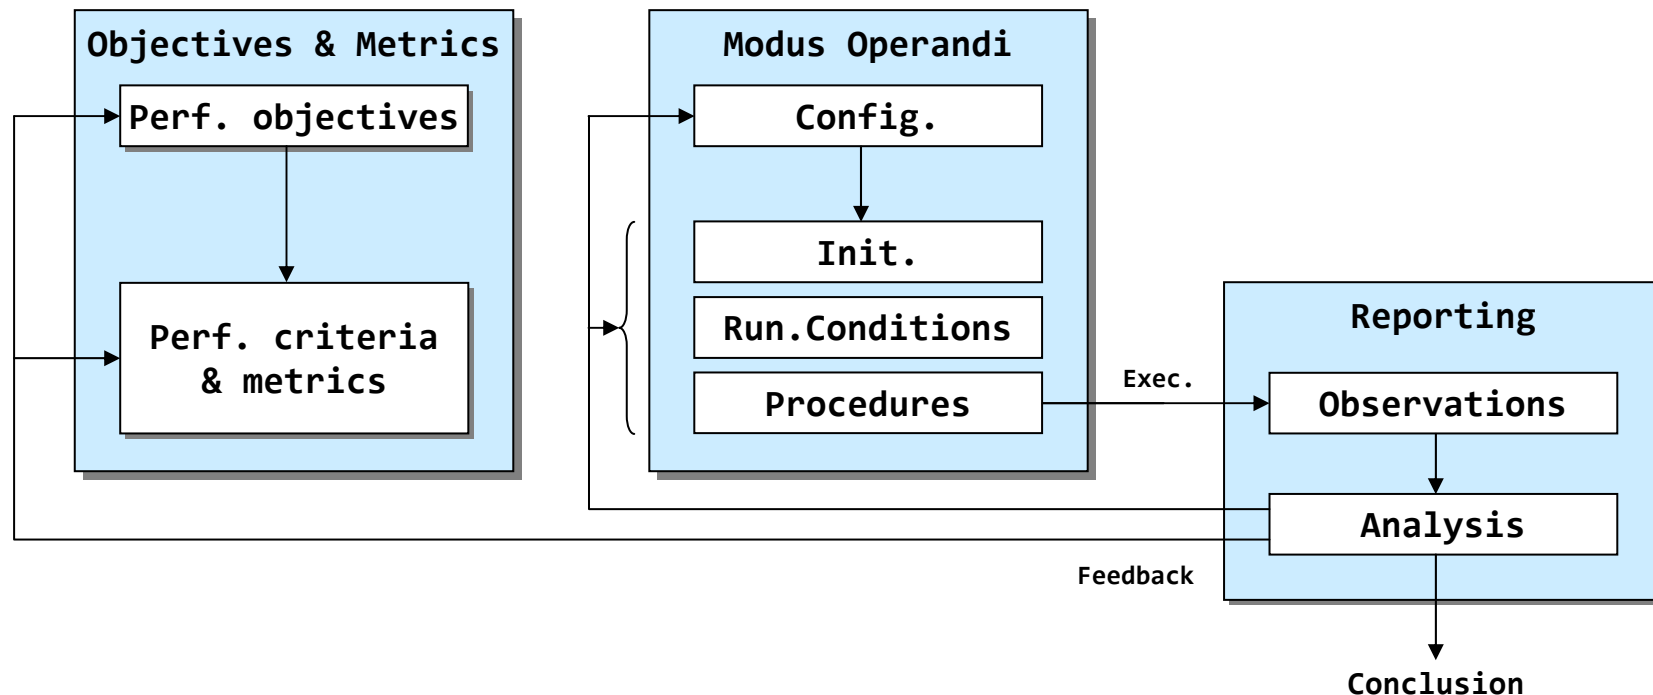 Objectives & Metrics
Perf. objectives
Perf. criteria
& metrics
Modus Operandi
Config.
Init.
Run.Conditions
Procedures
Exec.
Reporting
Observations
Analysis
Feedback
Conclusion